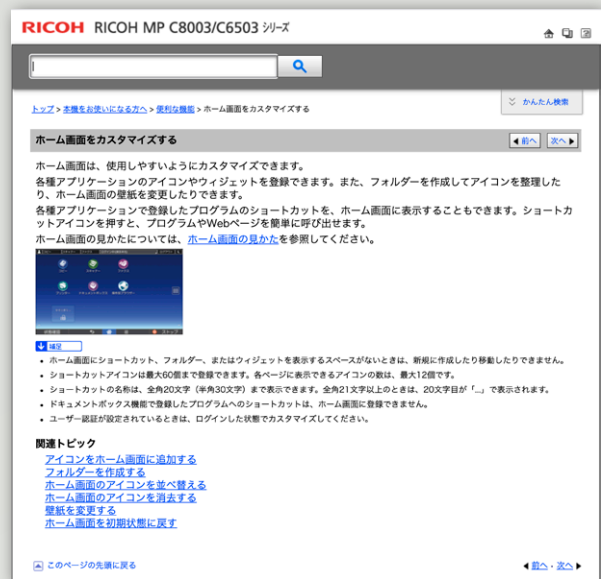 RICOH RICOH MP C8003/C6503 シリーズ
かんたん検索
トップ > 本機をお使いになる方へ > 便利な機能 > ホーム画面をカスタマイズする
ホーム画面をカスタマイズする
前へ 次へ
ホーム画面は、使用しやすいようにカスタマイズできます。
各種アプリケーションのアイコンやウィジェットを登録できます。また、フォルダーを作成してアイコンを整理した
り、ホーム画面の壁紙を変更したりできます。
各種アプリケーションで登録したプログラムのショートカットを、ホーム画面に表示することもできます。ショートカ
ットアイコンを押すと、プログラムやWebページを簡単に呼び出せます。
ホーム画面の見かたについては、ホーム画面の見かたを参照してください。
補足
• ホーム画面にショートカット、フォルダー、またはウィジェットを表示するスペースがないときは、新規に作成したり移動したりできません。
• ショートカットアイコンは最大60個まで登録できます。各ページに表示できるアイコンの数は、最大12個です。
• ショートカットの名称は、全角20文字（半角30文字）まで表示できます。全角21文字以上のときは、20文字目が「...」で表示されます。
• ドキュメントボックス機能で登録したプログラムへのショートカットは、ホーム画面に登録できません。
• ユーザー認証が設定されているときは、ログインした状態でカスタマイズしてください。
関連トピック
アイコンをホーム画面に追加する
フォルダーを作成する
ホーム画面のアイコンを並べ替える
ホーム画面のアイコンを消去する
壁紙を変更する
ホーム画面を初期状態に戻す
このページの先頭に戻る
前へ・次へ